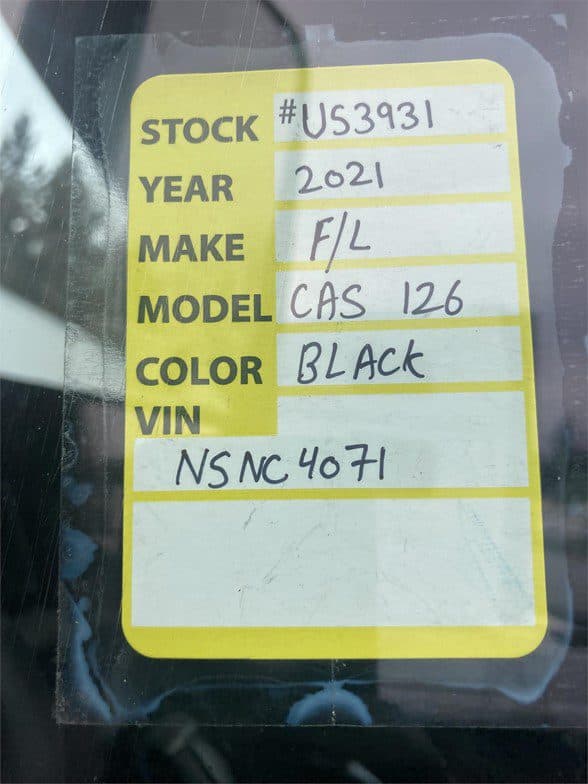 STOCK #US3931
YEAR 2021
MAKE F/L
MODEL CAS 126
COLOR BLACK
VIN
NSNC4071